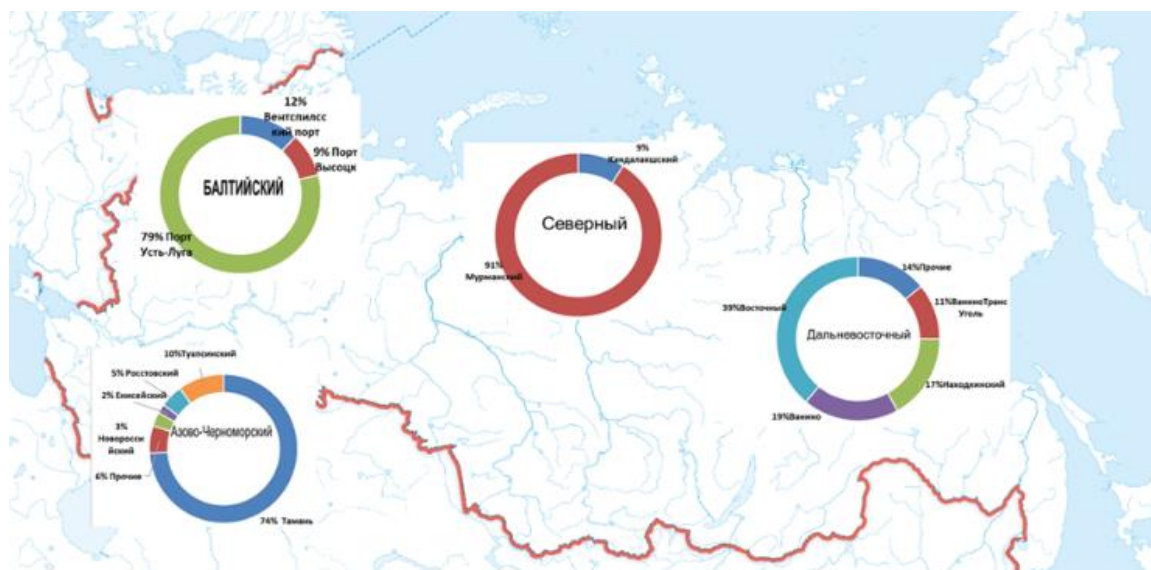 12%
Вентспилсс
кий порт
9% Порт
Высоцк
БАЛТИЙСКИЙ
79% Порт
Усть-Луга
9%
Кандалакшский
Северный
91%
Мурманский
14%Прочие
39%Восточный
11%ВаниноТранс
Уголь
Дальневосточный
17%Находкинский
19%Ванино
10%Туапсинский
5% Росстовский
2% Енисейский
3%
Новоросси
йский
Азово-Черноморский
6% Прочие
74% Тамань